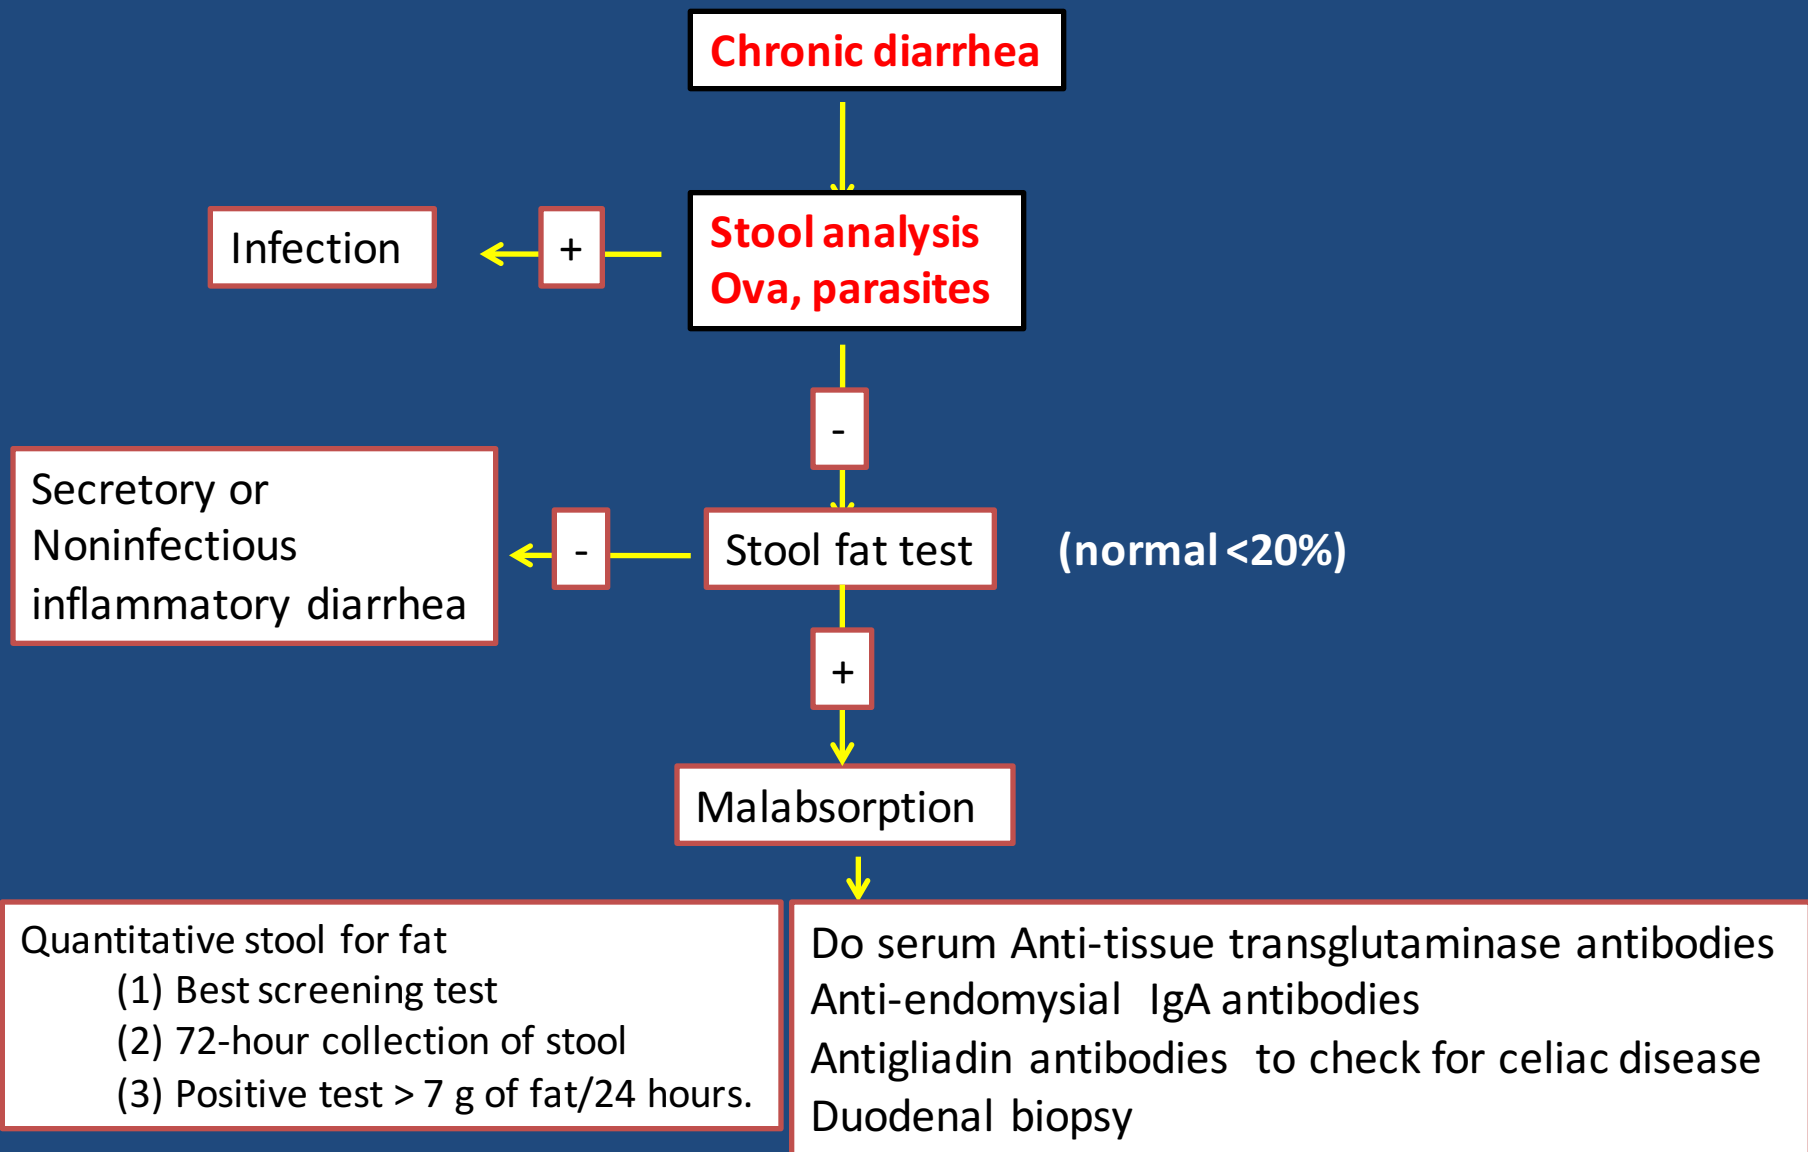 Chronic diarrhea
Infection
+
Stool analysis
Ova, parasites
-
Secretory or
Noninfectious
inflammatory diarrhea
-
Stool fat test
(normal <20%)
+
Malabsorption
Quantitative stool for fat
(1) Best screening test
(2) 72-hour collection of stool
(3) Positive test > 7 g of fat/24 hours.
Do serum Anti-tissue transglutaminase antibodies
Anti-endomysial IgA antibodies
Antigliadin antibodies to check for celiac disease
Duodenal biopsy